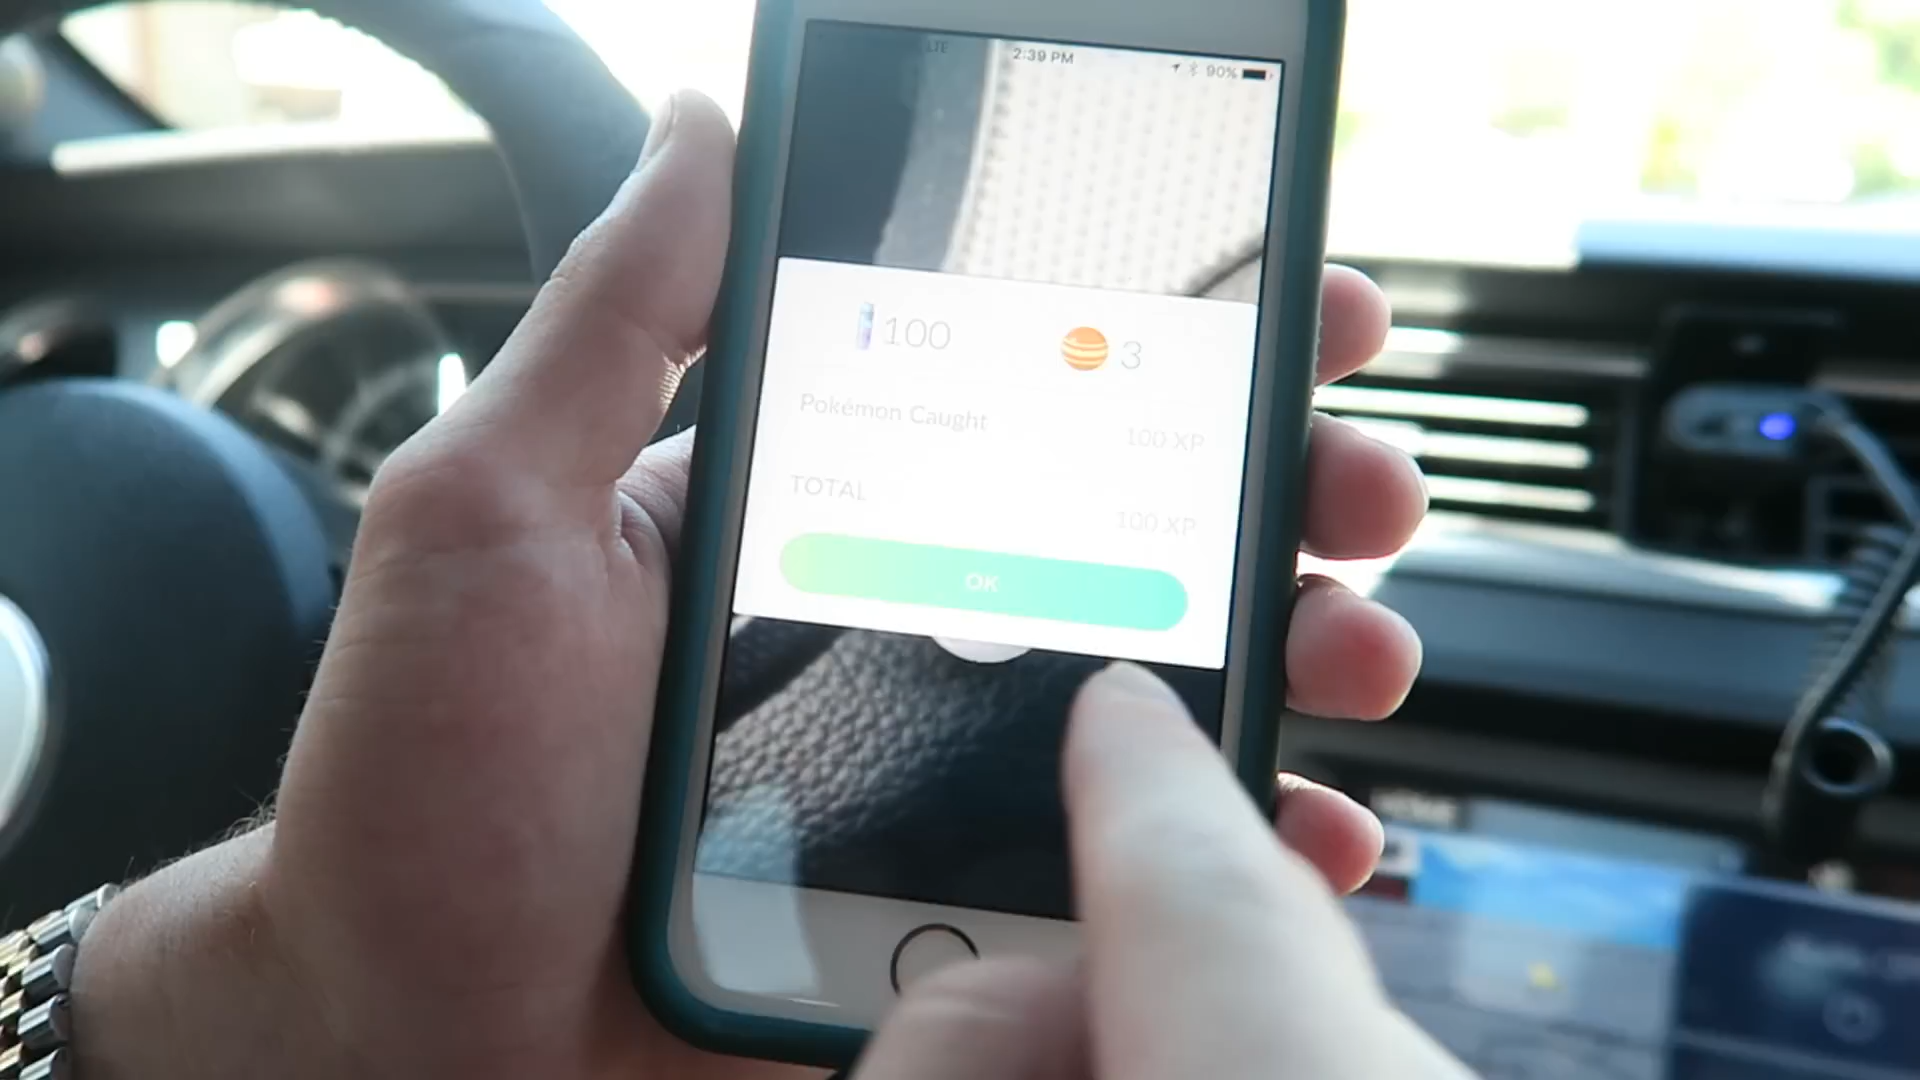 LTE 2:39 PM 90%
100 3
Pokémon Caught 100 XP
TOTAL 100 XP
OK